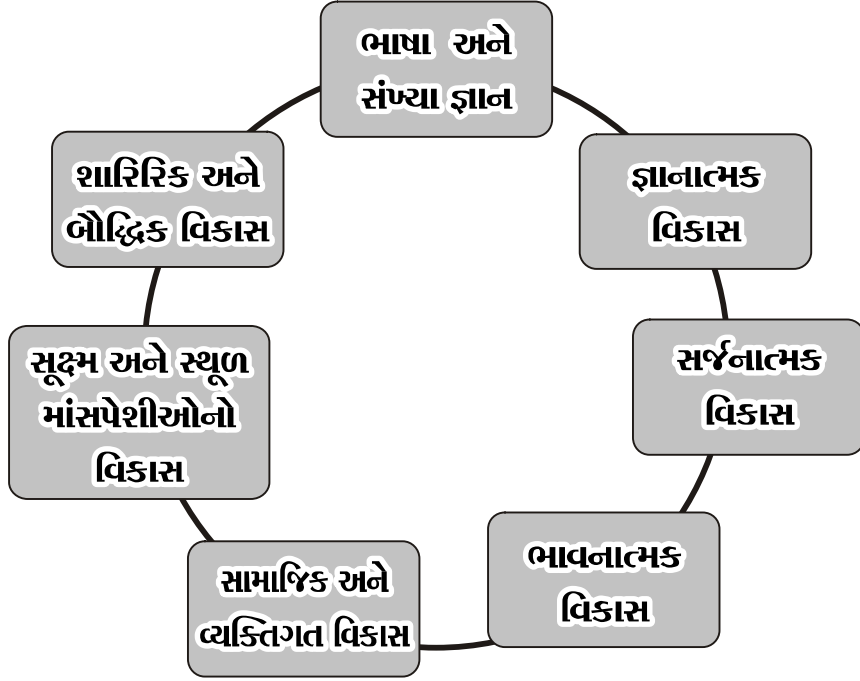 ભાષા અને
સંખ્યા જ્ઞાન
જ્ઞાનાત્મક
વિકાસ
સર્જનાત્મક
વિકાસ
ભાવનાત્મક
વિકાસ
સામાજિક અને
વ્યક્તિગત વિકાસ
સૂક્ષ્મ અને સ્થૂળ
માંસપેશીઓનો
વિકાસ
શારિરિક અને
બૌદ્ધિક વિકાસ